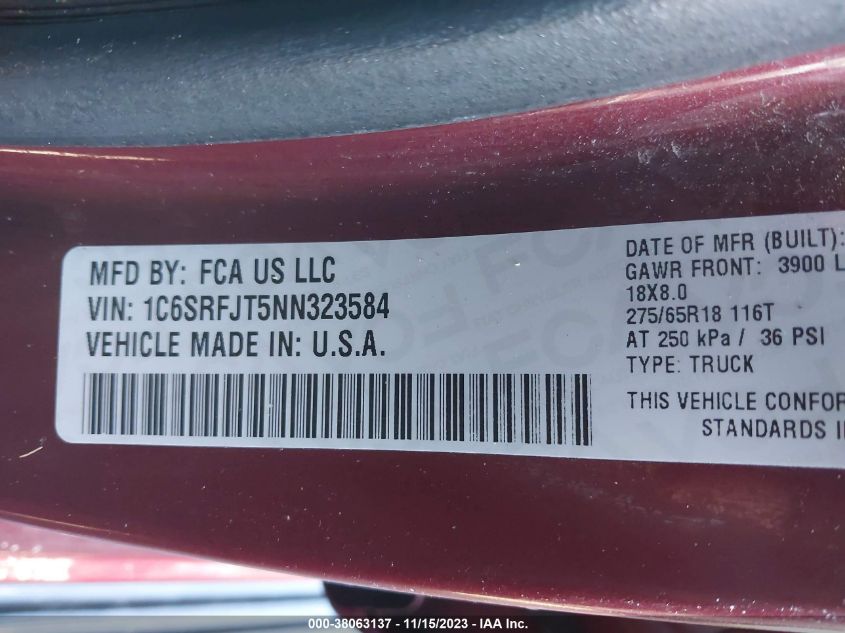 MFD BY: FCA US LLC
VIN: 1C6SRFJT5NN323584
VEHICLE MADE IN: U.S.A.
DATE OF MFR (BUILT):
GAWR FRONT: 3900 L
18X8.0
275/65R18 116T
AT 250 kPa / 36 PSI
TYPE: TRUCK
THIS VEHICLE CONFOR
STANDARDS I
000-38063137 - 11/15/2023 - IAA Inc.